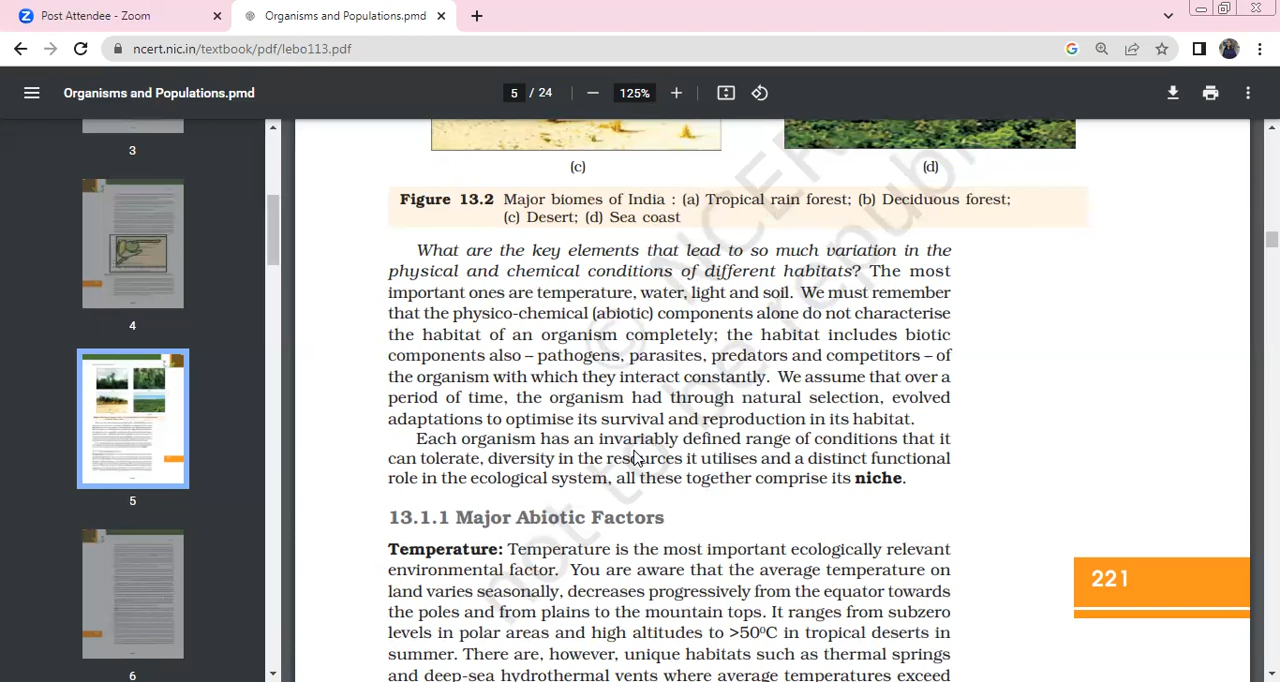 Post Attendee - Zoom
Organisms and Populations.pmd
ncert.nic.in/textbook/pdf/lebo113.pdf
Organisms and Populations.pmd
5 / 24
125%
3
4
5
6
(c)
(d)
Figure 13.2 Major biomes of India : (a) Tropical rain forest; (b) Deciduous forest;
(c) Desert; (d) Sea coast
What are the key elements that lead to so much variation in the
physical and chemical conditions of different habitats? The most
important ones are temperature, water, light and soil. We must remember
that the physico-chemical (abiotic) components alone do not characterise
the habitat of an organism completely; the habitat includes biotic
components also – pathogens, parasites, predators and competitors – of
the organism with which they interact constantly. We assume that over a
period of time, the organism had through natural selection, evolved
adaptations to optimise its survival and reproduction in its habitat.
Each organism has an invariably defined range of conditions that it
can tolerate, diversity in the resources it utilises and a distinct functional
role in the ecological system, all these together comprise its niche.
13.1.1 Major Abiotic Factors
Temperature: Temperature is the most important ecologically relevant
environmental factor. You are aware that the average temperature on
land varies seasonally, decreases progressively from the equator towards
the poles and from plains to the mountain tops. It ranges from subzero
levels in polar areas and high altitudes to >50⁰C in tropical deserts in
summer. There are, however, unique habitats such as thermal springs
and deep-sea hydrothermal vents where average temperatures exceed
221
© NCER
not to be republ